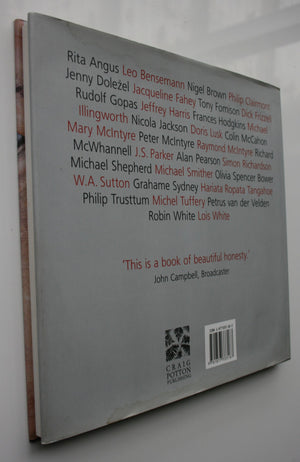 Rita Angus Leo Bensemann Nigel Brown Philip Clairmont
Jenny Doležel Jacqueline Fahey Tony Fomison Dick Frizzell
Rudolf Gopas Jeffrey Harris Frances Hodgkins Michael
Illingworth Nicola Jackson Doris Lusk Colin McCahon
Mary McIntyre Peter McIntyre Raymond McIntyre Richard
McWhannell J.S. Parker Alan Pearson Simon Richardson
Michael Shepherd Michael Smither Olivia Spencer Bower
W.A. Sutton Grahame Sydney Hariata Ropata Tangahoe
Philip Trusttum Michel Tuffery Petrus van der Velden
Robin White Lois White
'This is a book of beautiful honesty.'
John Campbell, Broadcaster
CRAIG
POTTON
PUBLISHING